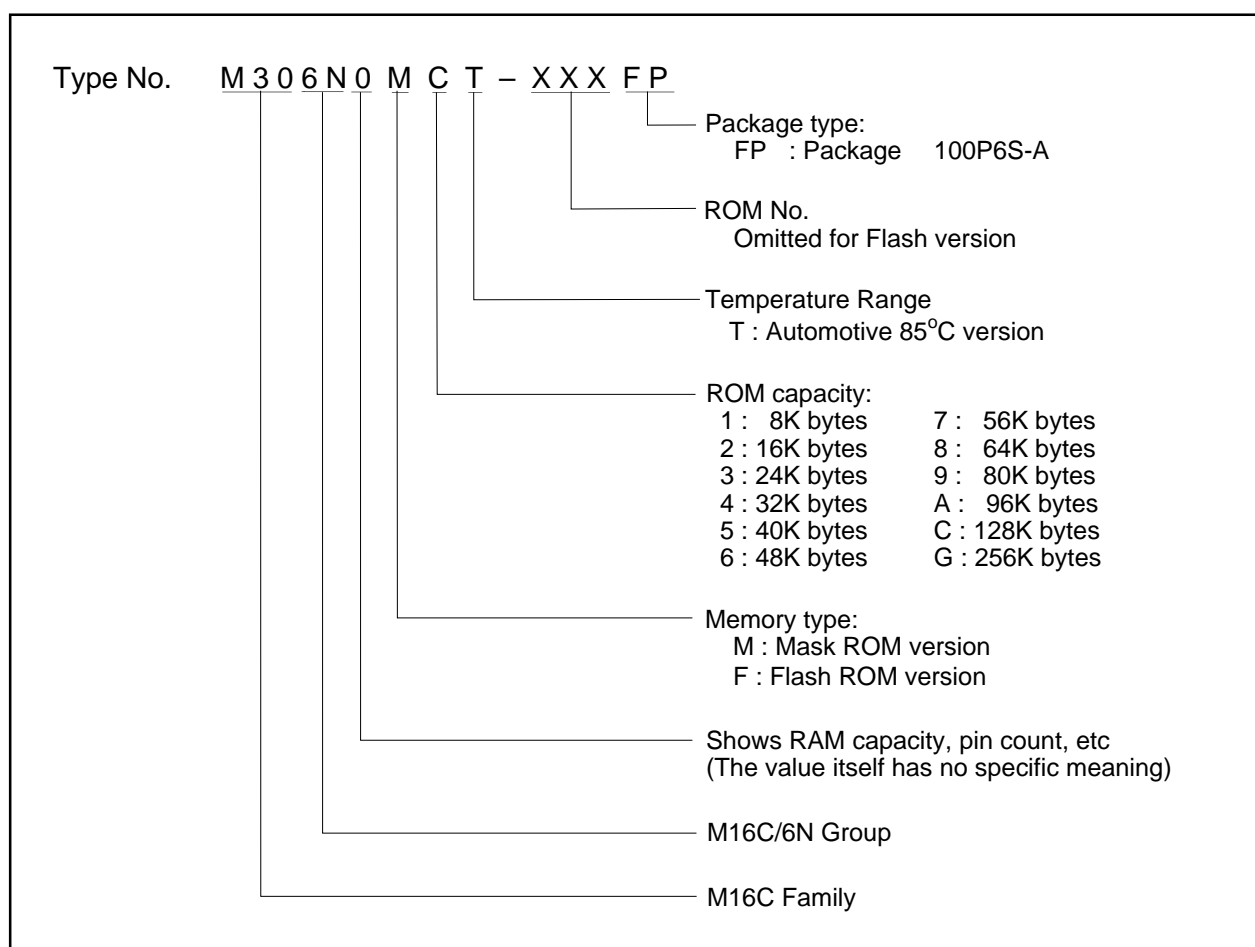 Type No. M 3 0 6 N 0 M C T – X X X F P
Package type:
FP : Package 100P6S-A
ROM No.
Omitted for Flash version
Temperature Range
T : Automotive 85°C version
ROM capacity:
1 : 8K bytes 7 : 56K bytes
2 : 16K bytes 8 : 64K bytes
3 : 24K bytes 9 : 80K bytes
4 : 32K bytes A : 96K bytes
5 : 40K bytes C : 128K bytes
6 : 48K bytes G : 256K bytes
Memory type:
M : Mask ROM version
F : Flash ROM version
Shows RAM capacity, pin count, etc
(The value itself has no specific meaning)
M16C/6N Group
M16C Family